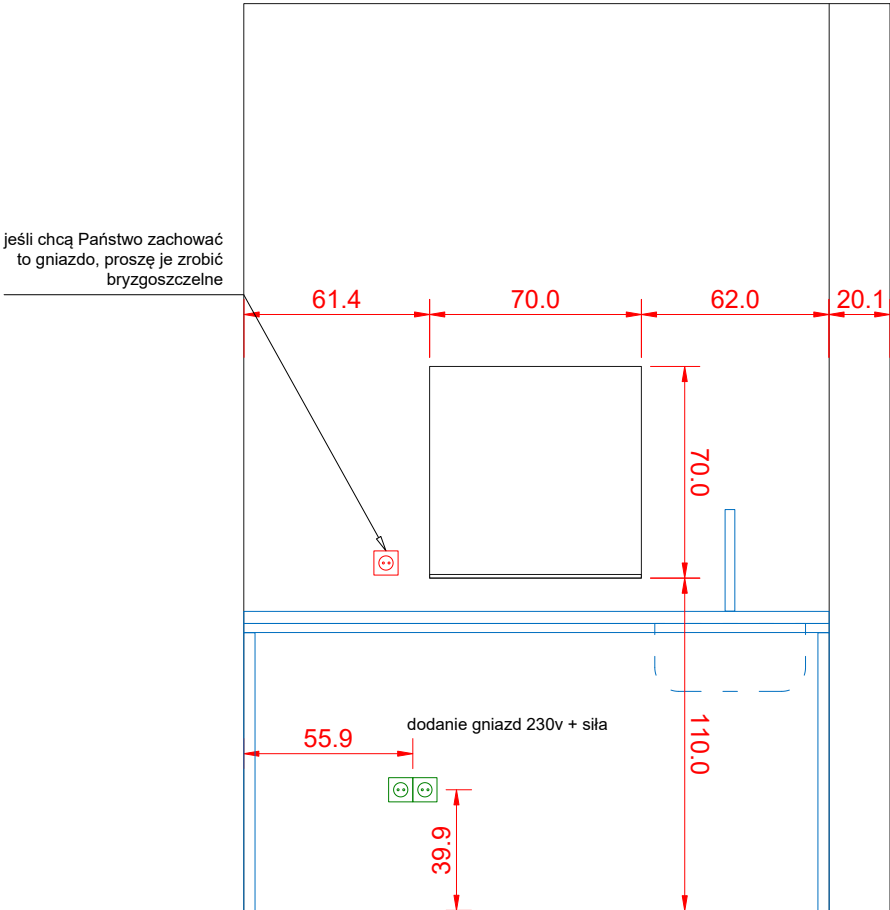 jeśli chcą Państwo zachować
to gniazdo, proszę je zrobić
bryzgoszczelne
61.4
70.0
62.0
20.1
70.0
dodanie gniazd 230v + siła
55.9
110.0
39.9